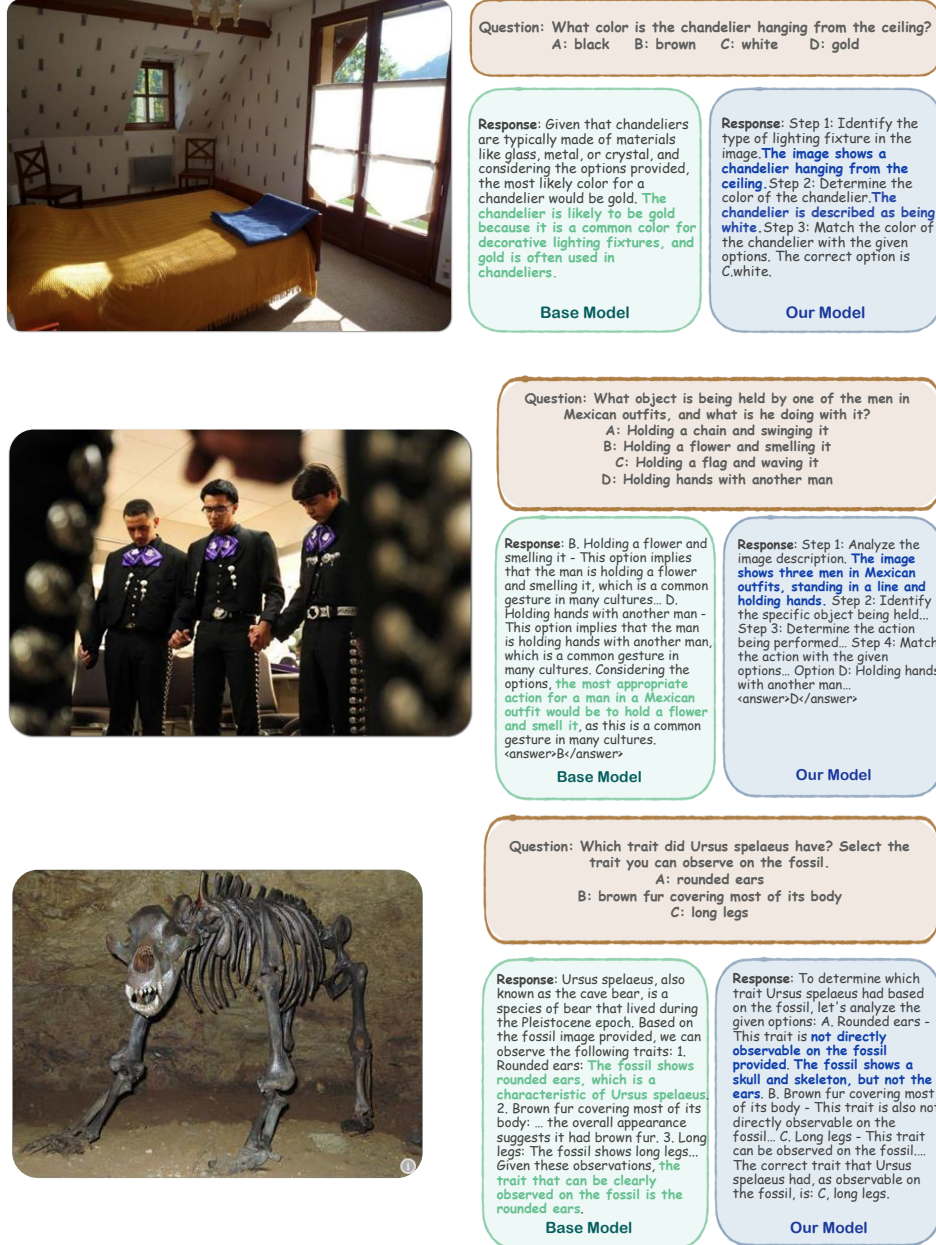 Question: What color is the chandelier hanging from the ceiling?
A: black B: brown C: white D: gold
Response: Given that chandeliers
are typically made of materials
like glass, metal, or crystal, and
considering the options provided,
the most likely color for a
chandelier would be gold. The
chandelier is likely to be gold
because it is a common color for
decorative lighting fixtures, and
gold is often used in
chandeliers.
Base Model
Response: Step 1: Identify the
type of lighting fixture in the
image.The image shows a
chandelier hanging from the
ceiling.Step 2: Determine the
color of the chandelier.The
chandelier is described as being
white.Step 3: Match the color of
the chandelier with the given
options. The correct option is
C.white.
Our Model
Question: What object is being held by one of the men in
Mexican outfits, and what is he doing with it?
A: Holding a chain and swinging it
B: Holding a flower and smelling it
C: Holding a flag and waving it
D: Holding hands with another man
Response: B. Holding a flower and
smelling it - This option implies
that the man is holding a flower
and smelling it, which is a common
gesture in many cultures... D.
Holding hands with another man -
This option implies that the man
is holding hands with another man,
which is a common gesture in
many cultures. Considering the
options, the most appropriate
action for a man in a Mexican
outfit would be to hold a flower
and smell it, as this is a common
gesture in many cultures.
<answer>B</answer>
Base Model
Response: Step 1: Analyze the
image description. The image
shows three men in Mexican
outfits, standing in a line and
holding hands. Step 2: Identify
the specific object being held...
Step 3: Determine the action
being performed... Step 4: Match
the action with the given
options... Option D: Holding hands
with another man...
<answer>D</answer>
Our Model
Question: Which trait did Ursus spelaeus have? Select the
trait you can observe on the fossil.
A: rounded ears
B: brown fur covering most of its body
C: long legs
Response: Ursus spelaeus, also
known as the cave bear, is a
species of bear that lived during
the Pleistocene epoch. Based on
the fossil image provided, we can
observe the following traits: 1.
Rounded ears: The fossil shows
rounded ears, which is a
characteristic of Ursus spelaeus.
2. Brown fur covering most of its
body: ... the overall appearance
suggests it had brown fur. 3. Long
legs: The fossil shows long legs...
Given these observations, the
trait that can be clearly
observed on the fossil is the
rounded ears.
Base Model
Response: To determine which
trait Ursus spelaeus had based
on the fossil, let's analyze the
given options: A. Rounded ears -
This trait is not directly
observable on the fossil
provided. The fossil shows a
skull and skeleton, but not the
ears. B. Brown fur covering most
of its body - This trait is also not
directly observable on the
fossil... C. Long legs - This trait
can be observed on the fossil....
The correct trait that Ursus
spelaeus had, as observable on
the fossil, is: C, long legs.
Our Model